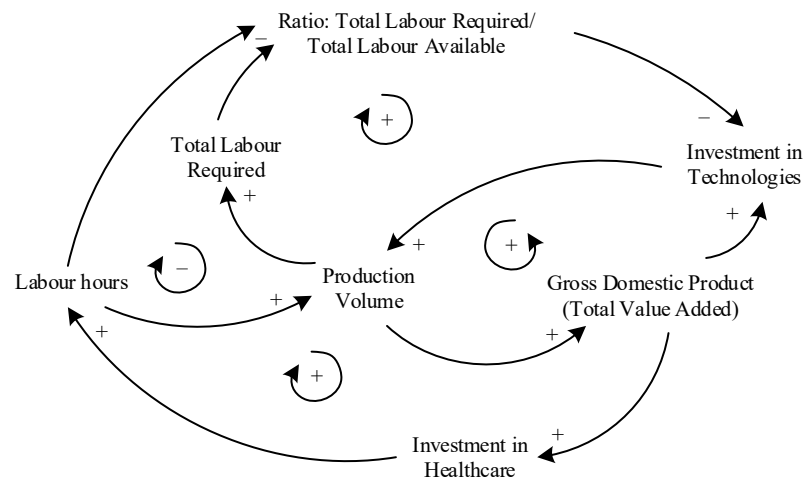 Ratio: Total Labour Required/
Total Labour Available
−
+
−
Total Labour
Required
Investment in
Technologies
+
+
+
+
−
Labour hours
Production
Volume
Gross Domestic Product
(Total Value Added)
+
+
+
+
+
Investment in
Healthcare